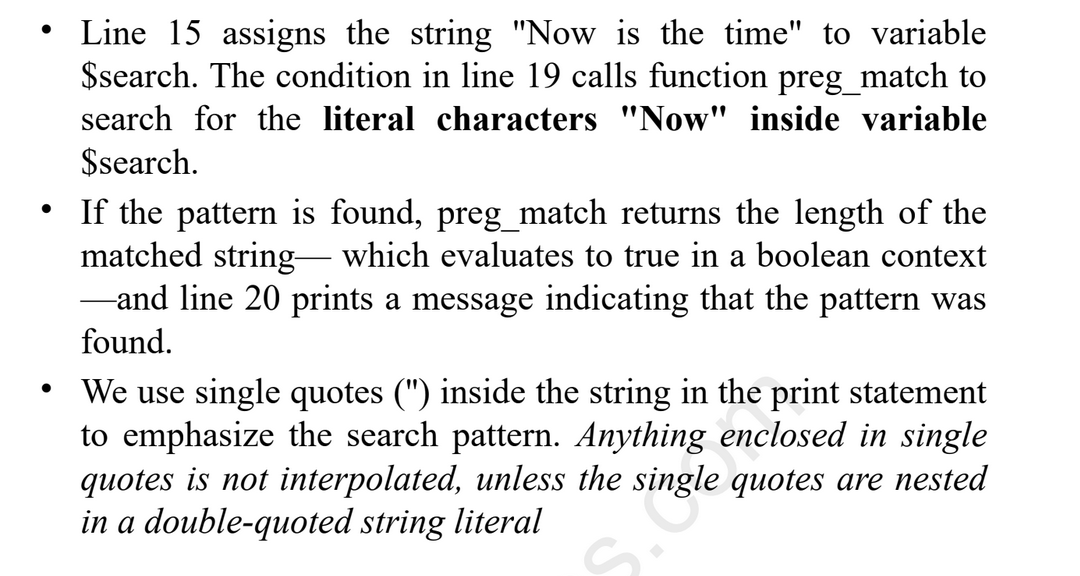 • Line 15 assigns the string "Now is the time" to variable
$search. The condition in line 19 calls function preg_match to
search for the literal characters "Now" inside variable
$search.
• If the pattern is found, preg_match returns the length of the
matched string— which evaluates to true in a boolean context
—and line 20 prints a message indicating that the pattern was
found.
• We use single quotes ('') inside the string in the print statement
to emphasize the search pattern. Anything enclosed in single
quotes is not interpolated, unless the single quotes are nested
in a double-quoted string literal
s.com